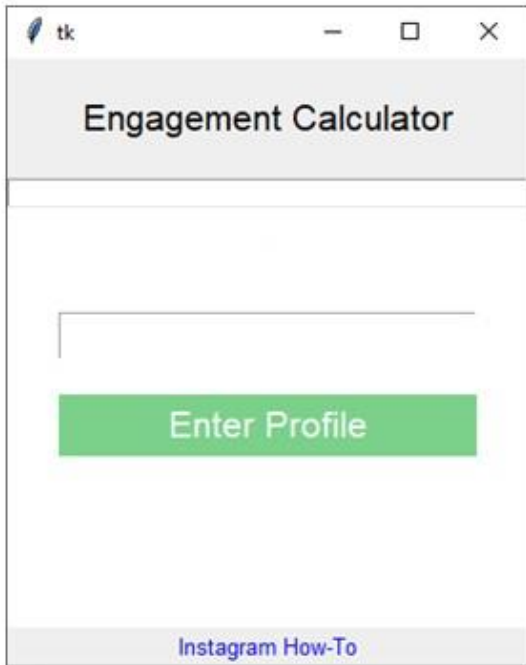 tk
Engagement Calculator
Enter Profile
Instagram How-To